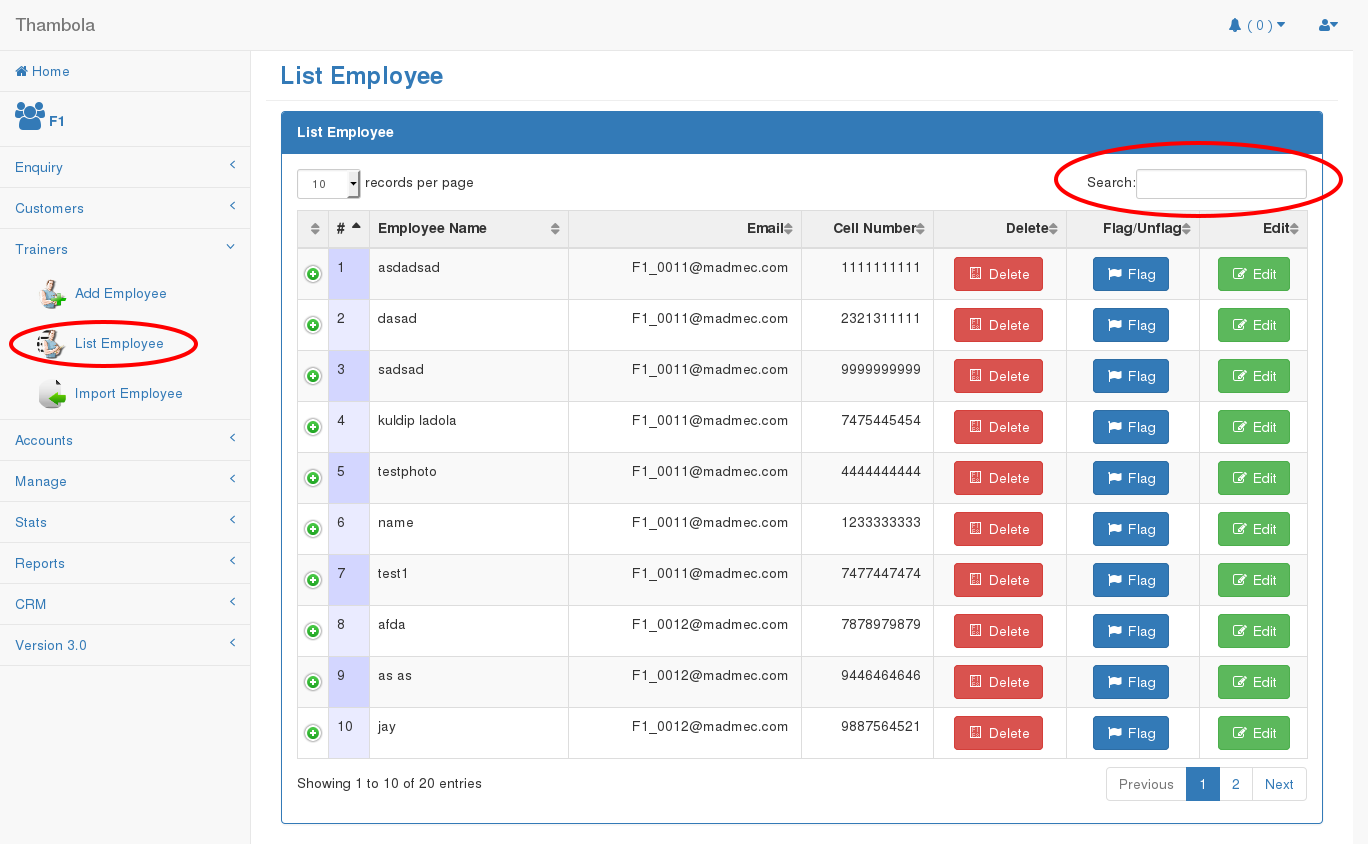 Thambola
( 0 )
Home
F1
Enquiry
Customers
Trainers
Add Employee
List Employee
Import Employee
Accounts
Manage
Stats
Reports
CRM
Version 3.0
List Employee
List Employee
10 records per page
Search:
# Employee Name Email Cell Number Delete Flag/Unflag Edit
1 asdadsad F1_0011@madmec.com 1111111111 Delete Flag Edit
2 dasad F1_0011@madmec.com 2321311111 Delete Flag Edit
3 sadsad F1_0011@madmec.com 9999999999 Delete Flag Edit
4 kuldip ladola F1_0011@madmec.com 7475445454 Delete Flag Edit
5 testphoto F1_0011@madmec.com 4444444444 Delete Flag Edit
6 name F1_0011@madmec.com 1233333333 Delete Flag Edit
7 test1 F1_0011@madmec.com 7477447474 Delete Flag Edit
8 afda F1_0012@madmec.com 7878979879 Delete Flag Edit
9 as as F1_0012@madmec.com 9446464646 Delete Flag Edit
10 jay F1_0012@madmec.com 9887564521 Delete Flag Edit
Showing 1 to 10 of 20 entries
Previous 1 2 Next